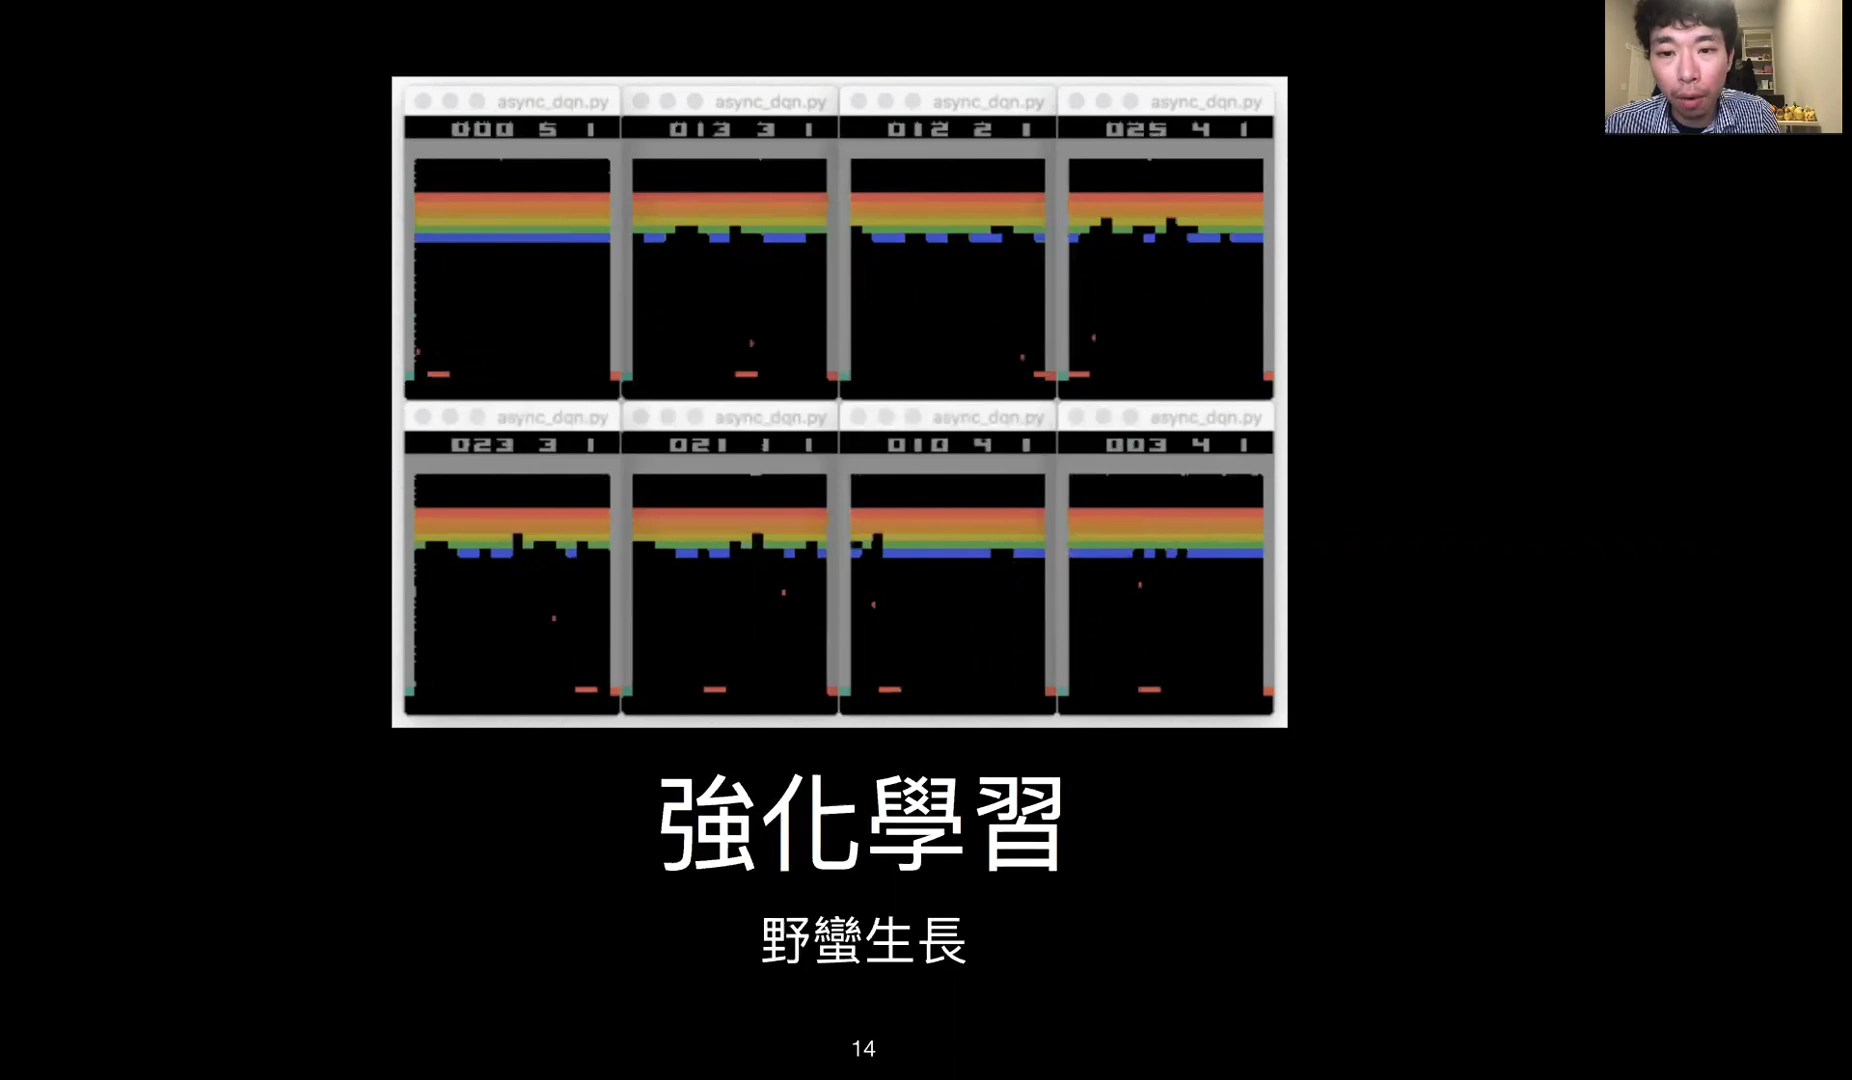 async_dqn.py async_dqn.py async_dqn.py async_dqn.py
000 5 1 013 3 1 012 2 1 025 4 1
async_dqn.py async_dqn.py async_dqn.py async_dqn.py
023 3 1 021 1 1 010 4 1 003 4 1
強化學習
野蠻生長
14